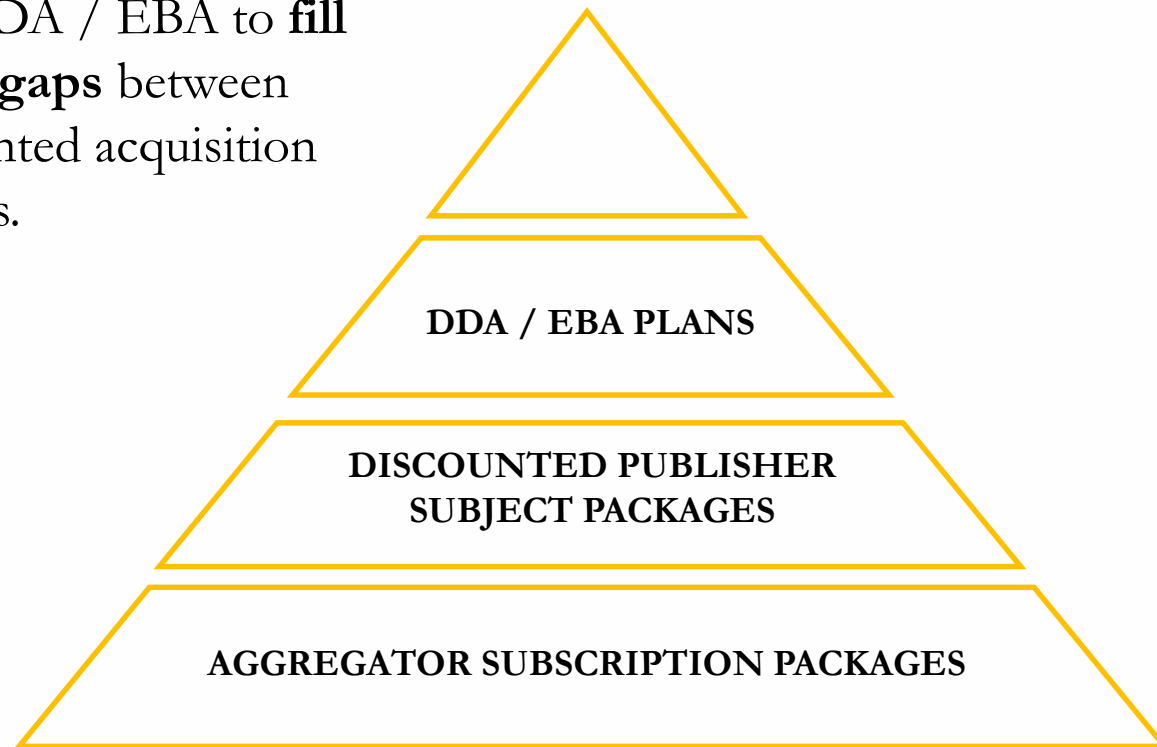 DA / EBA to fill
gaps between
nted acquisition
s.
DDA / EBA PLANS
DISCOUNTED PUBLISHER
SUBJECT PACKAGES
AGGREGATOR SUBSCRIPTION PACKAGES